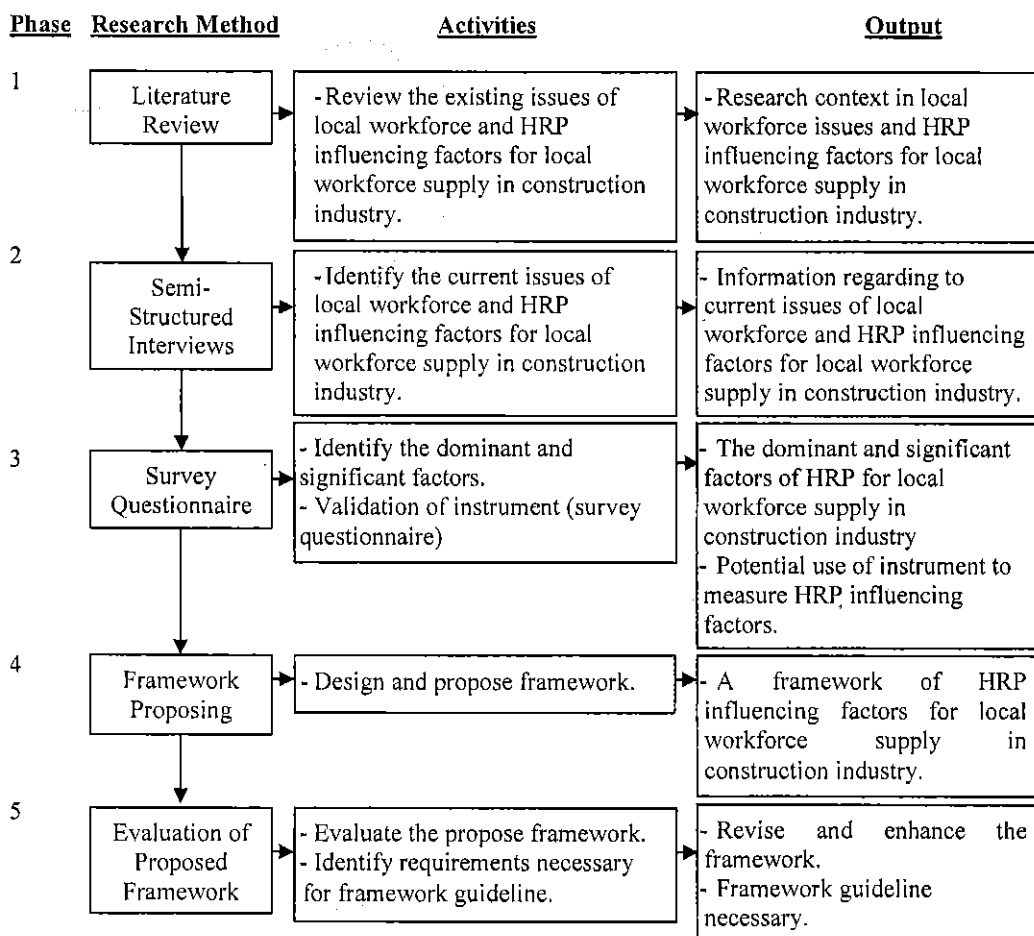 Phase Research Method Activities Output
1
Literature
Review
- Review the existing issues of
local workforce and HRP
influencing factors for local
workforce supply in construction
industry.
- Research context in local
workforce issues and HRP
influencing factors for local
workforce supply in
construction industry.
2
Semi-
Structured
Interviews
- Identify the current issues of
local workforce and HRP
influencing factors for local
workforce supply in construction
industry.
- Information regarding to
current issues of local
workforce and HRP influencing
factors for local workforce
supply in construction industry.
3
Survey
Questionnaire
- Identify the dominant and
significant factors.
- Validation of instrument (survey
questionnaire)
- The dominant and significant
factors of HRP for local
workforce supply in
construction industry
- Potential use of instrument to
measure HRP, influencing
factors.
4
Framework
Proposing
- Design and propose framework.
- A framework of HRP
influencing factors for local
workforce supply in
construction industry.
5
Evaluation of
Proposed
Framework
- Evaluate the propose framework.
- Identify requirements necessary
for framework guideline.
- Revise and enhance the
framework.
- Framework guideline
necessary.